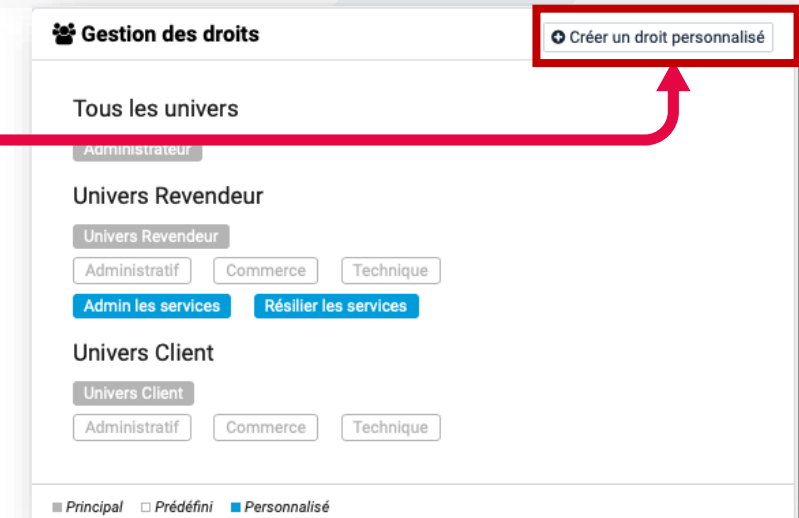 Gestion des droits
Créer un droit personnalisé
Tous les univers
Administrateur
Univers Revendeur
Univers Revendeur
Administratif Commerce Technique
Admin les services Résilier les services
Univers Client
Univers Client
Administratif Commerce Technique
Principal Prédéfini Personnalisé